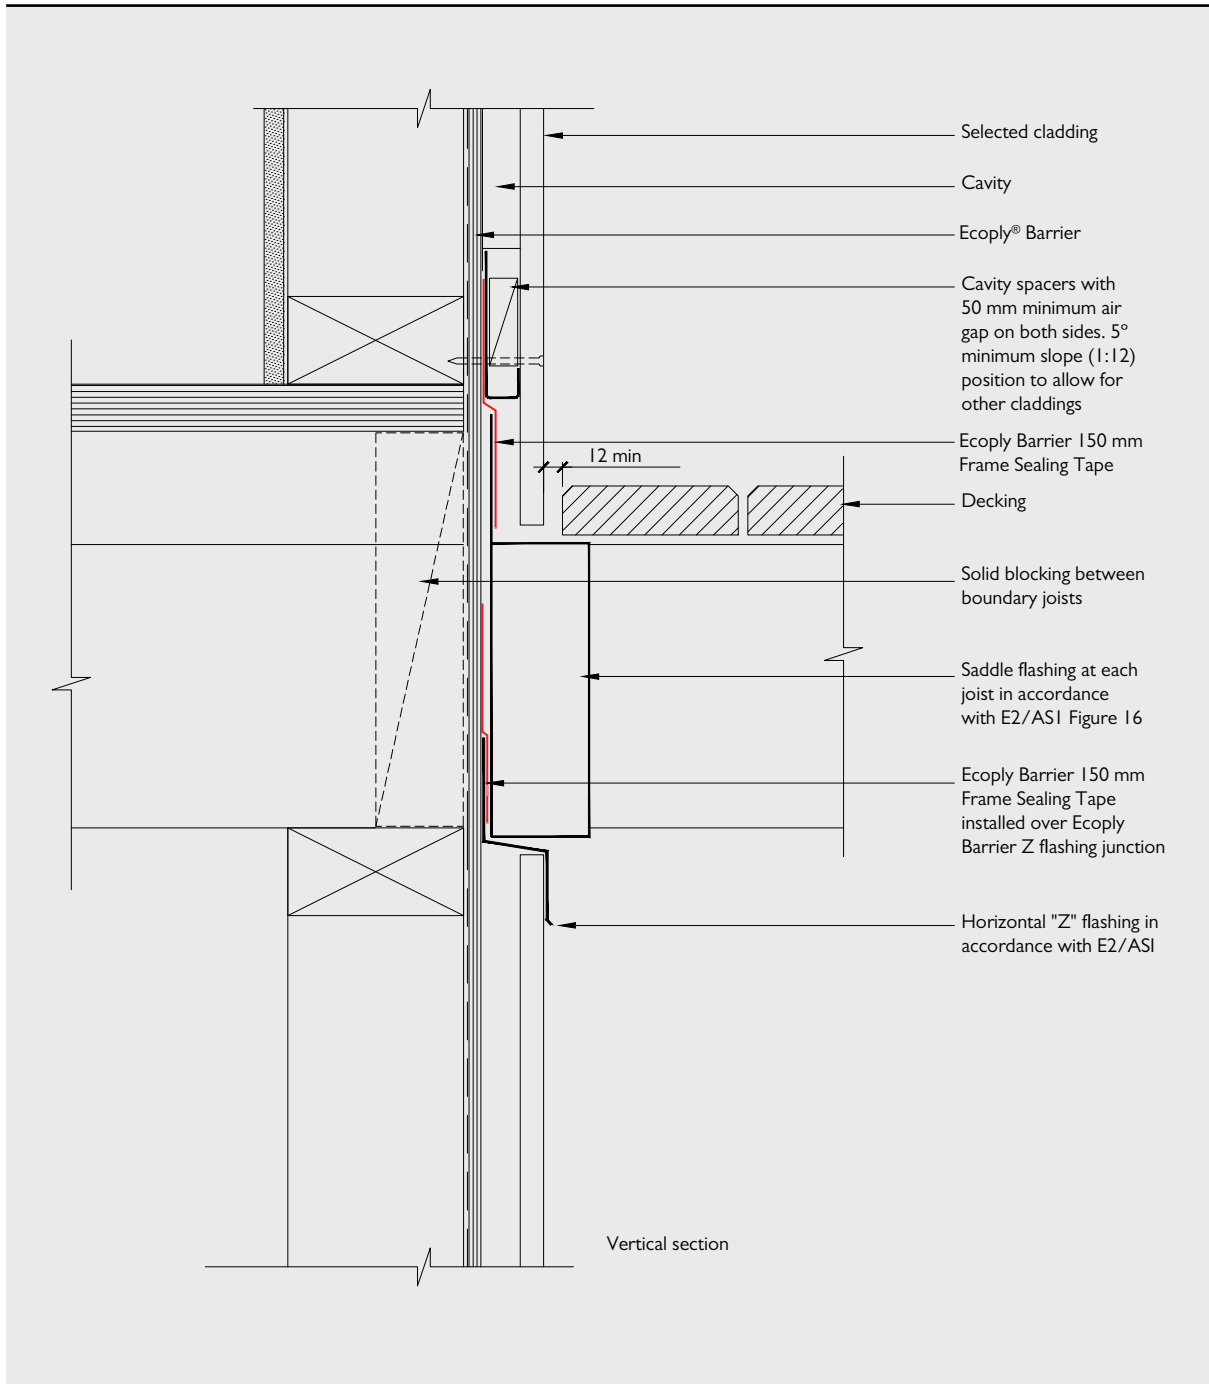 Selected cladding
Cavity
Ecoply® Barrier
Cavity spacers with
50 mm minimum air
gap on both sides. 5º
minimum slope (1:12)
position to allow for
other claddings
Ecoply Barrier 150 mm
Frame Sealing Tape
12 min
Decking
Solid blocking between
boundary joists
Saddle flashing at each
joist in accordance
with E2/AS1 Figure 16
Ecoply Barrier 150 mm
Frame Sealing Tape
installed over Ecoply
Barrier Z flashing junction
Horizontal "Z" flashing in
accordance with E2/AS1
Vertical section